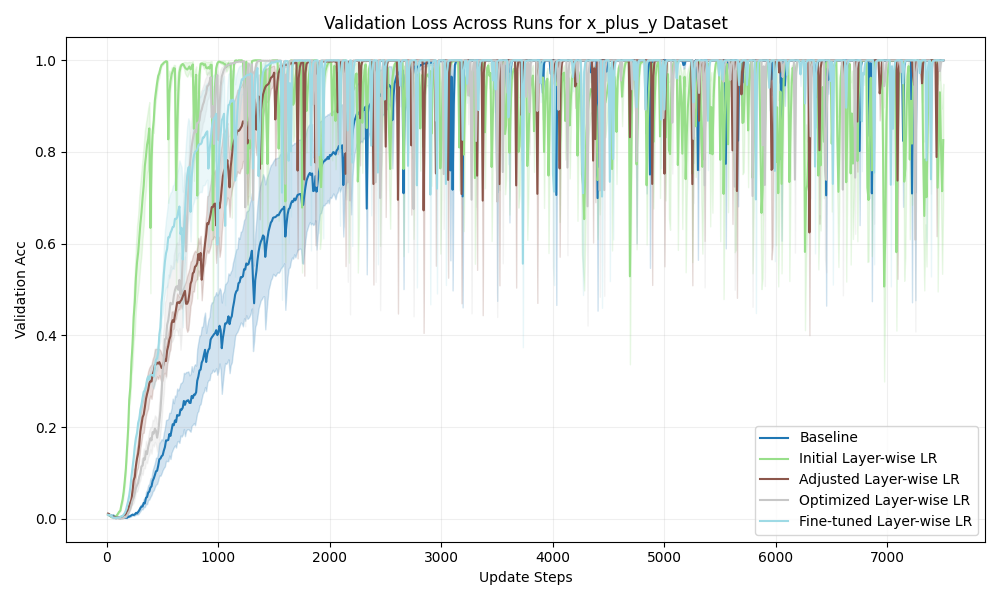 Validation Loss Across Runs for x_plus_y Dataset
Validation Acc
1.0
0.8
0.6
0.4
0.2
0.0
Baseline
Initial Layer-wise LR
Adjusted Layer-wise LR
Optimized Layer-wise LR
Fine-tuned Layer-wise LR
0 1000 2000 3000 4000 5000 6000 7000
Update Steps